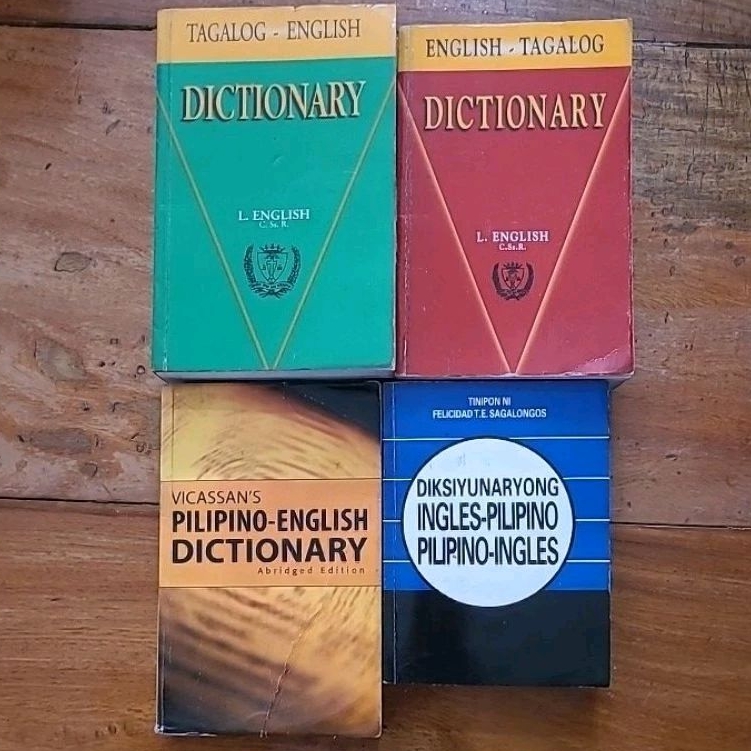 TAGALOG - ENGLISH
DICTIONARY
L. ENGLISH
C. Ss. R.
ENGLISH - TAGALOG
DICTIONARY
L. ENGLISH
C.Ss.R.
VICASSAN'S
PILIPINO-ENGLISH
DICTIONARY
Abridged Edition
TINIPON NI
FELICIDAD T.E. SAGALONGOS
DIKSIYUNARYONG
INGLES-PILIPINO
PILIPINO-INGLES